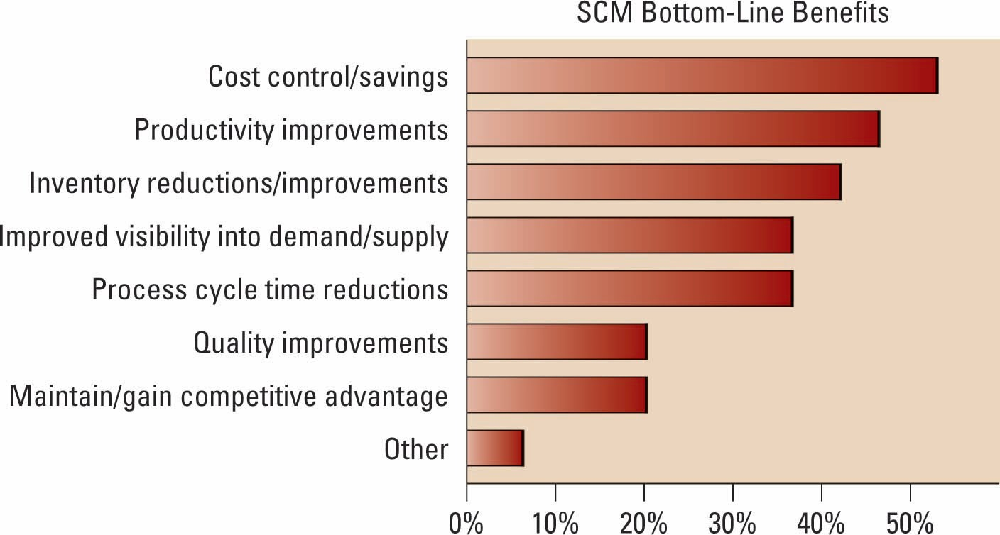 SCM Bottom-Line Benefits
Cost control/savings
Productivity improvements
Inventory reductions/improvements
Improved visibility into demand/supply
Process cycle time reductions
Quality improvements
Maintain/gain competitive advantage
Other
0% 10% 20% 30% 40% 50%